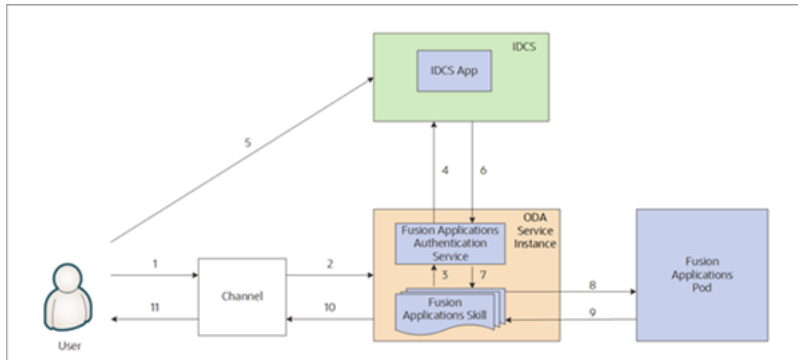 IDCS
IDCS App
5
4
6
ODA
Service
Instance
Fusion Applications
Authentication
Service
1
2
3
7
8
Channel
Fusion
Applications
Pod
Fusion
Applications Skill
11
10
9
User